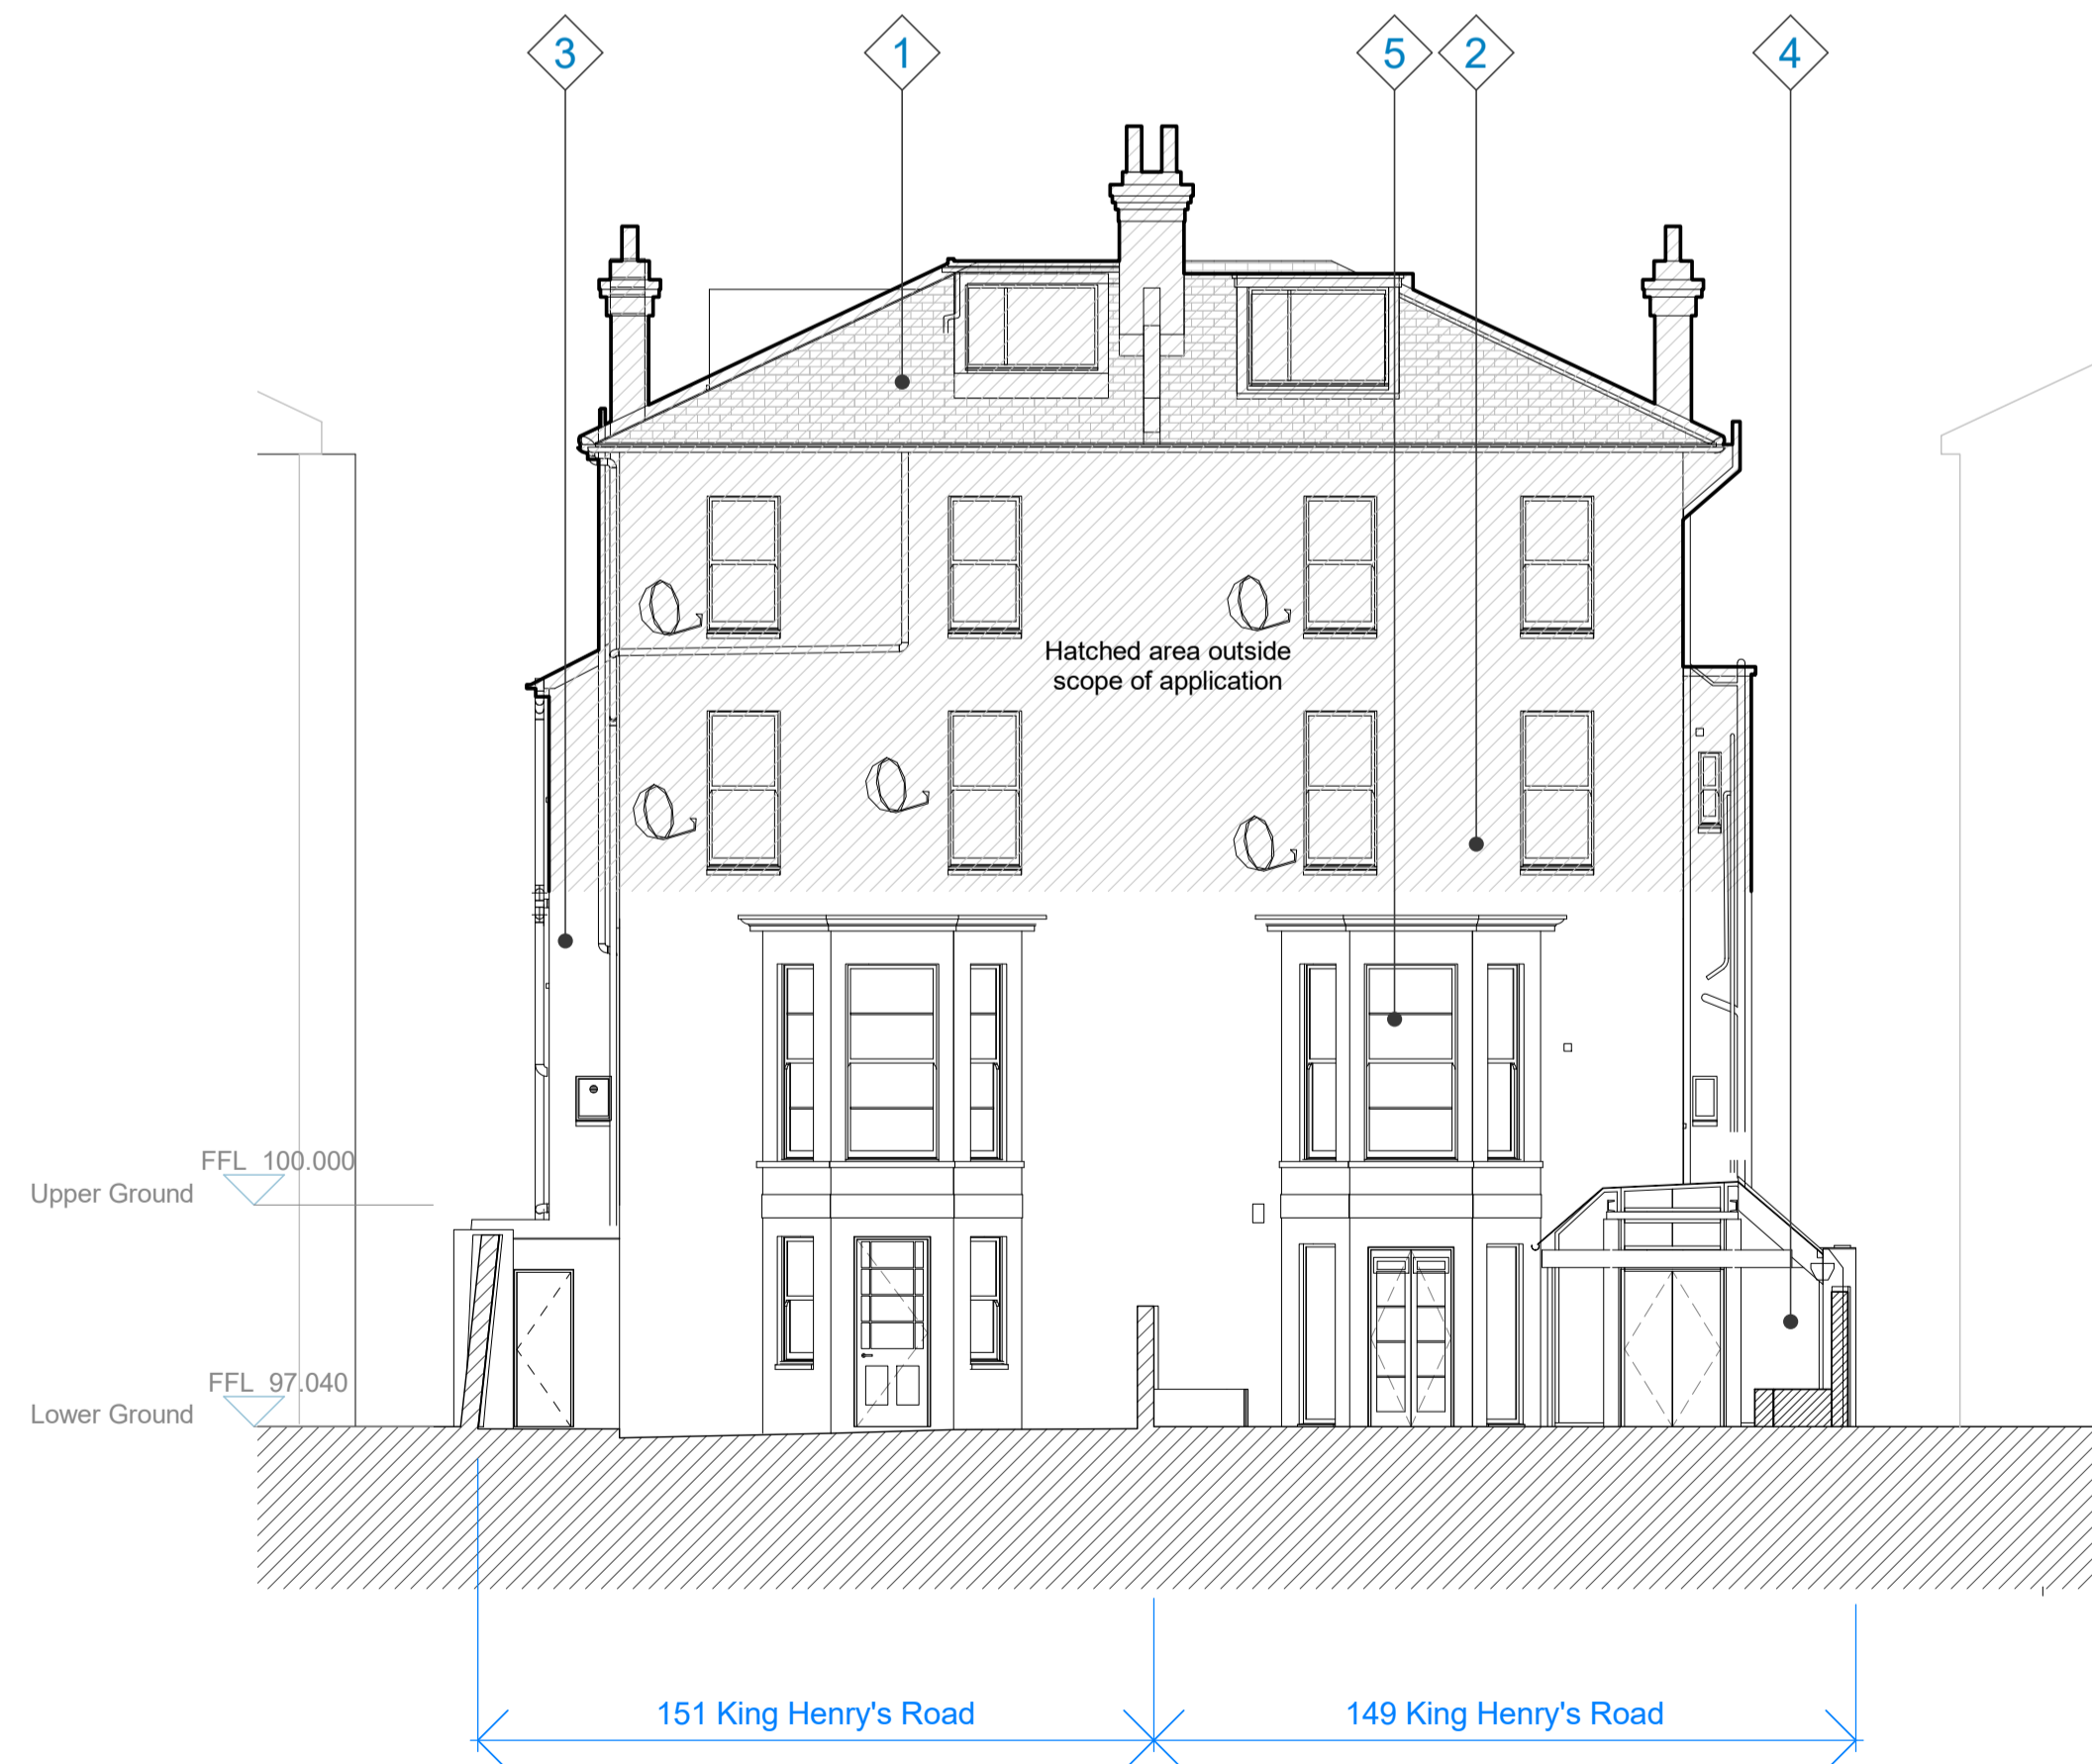 3 1 5 2 4
Hatched area outside
scope of application
FFL 100.000
Upper Ground
FFL 97.040
Lower Ground
151 King Henry's Road
149 King Henry's Road